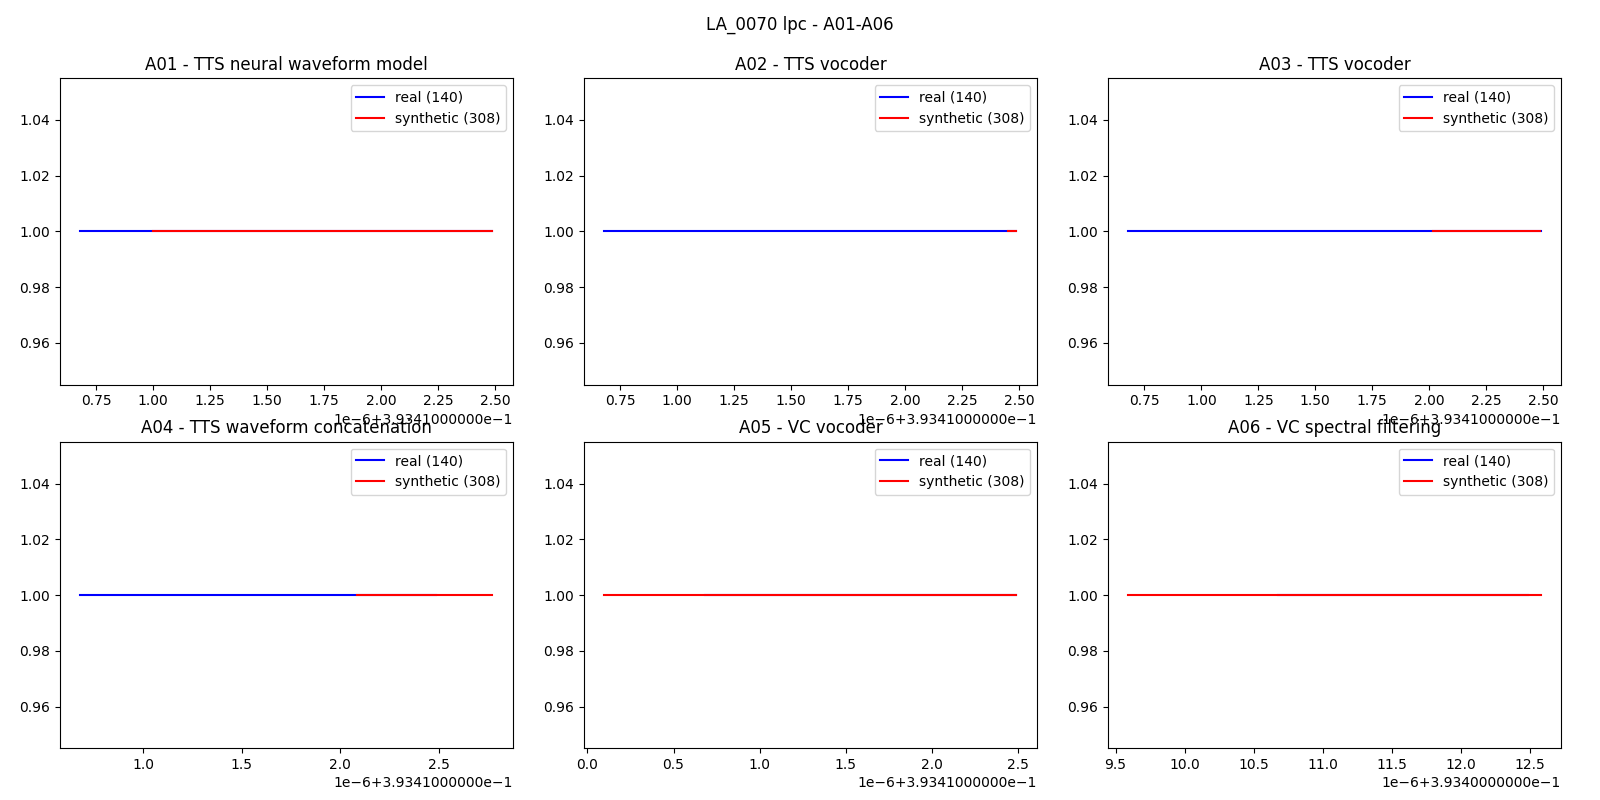 LA_0070 lpc - A01-A06
A01 - TTS neural waveform model
real (140)
synthetic (308)
1.04
1.02
1.00
0.98
0.96
0.75 1.00 1.25 1.50 1.75 2.00 2.25 2.50
1e−6+3.9341000000e−1
A02 - TTS vocoder
real (140)
synthetic (308)
1.04
1.02
1.00
0.98
0.96
0.75 1.00 1.25 1.50 1.75 2.00 2.25 2.50
1e−6+3.9341000000e−1
A03 - TTS vocoder
real (140)
synthetic (308)
1.04
1.02
1.00
0.98
0.96
0.75 1.00 1.25 1.50 1.75 2.00 2.25 2.50
1e−6+3.9341000000e−1
A04 - TTS waveform concatenation
real (140)
synthetic (308)
1.04
1.02
1.00
0.98
0.96
1.0 1.5 2.0 2.5
1e−6+3.9341000000e−1
A05 - VC vocoder
real (140)
synthetic (308)
1.04
1.02
1.00
0.98
0.96
0.0 0.5 1.0 1.5 2.0 2.5
1e−6+3.9341000000e−1
A06 - VC spectral filtering
real (140)
synthetic (308)
1.04
1.02
1.00
0.98
0.96
9.5 10.0 10.5 11.0 11.5 12.0 12.5
1e−6+3.9340000000e−1